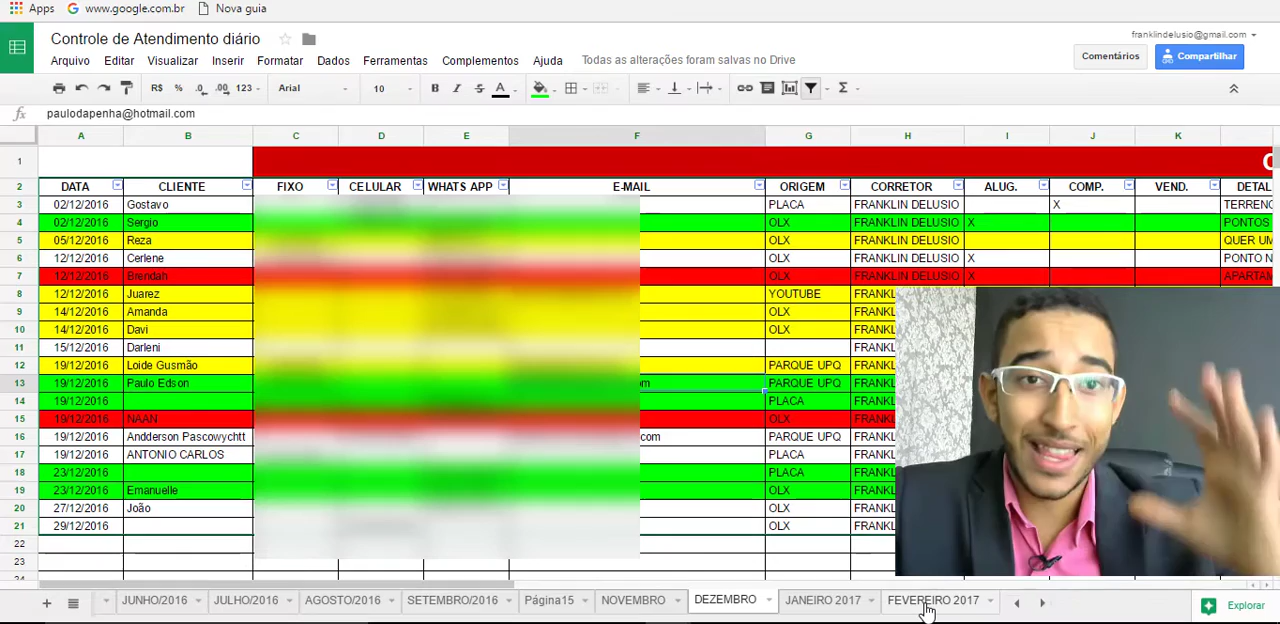 Apps www.google.com.br Nova guia
Controle de Atendimento diário
franklindelusio@gmail.com
Arquivo Editar Visualizar Inserir Formatar Dados Ferramentas Complementos Ajuda Todas as alterações foram salvas no Drive
Comentários Compartilhar
R$ % .0 .00 123 Arial 10 B I S A Σ
fx paulodapenha@hotmail.com
A B C D E F G H I J K
1
2 DATA CLIENTE FIXO CELULAR WHATS APP E-MAIL ORIGEM CORRETOR ALUG. COMP. VEND. DETAL
3 02/12/2016 Gostavo PLACA FRANKLIN DELUSIO X TERRENO
4 02/12/2016 Sergio OLX FRANKLIN DELUSIO X PONTOS
5 05/12/2016 Reza OLX FRANKLIN DELUSIO QUER UM
6 12/12/2016 Cerlene OLX FRANKLIN DELUSIO X PONTO N
7 12/12/2016 Brendah OLX FRANKLIN DELUSIO X APARTAM
8 12/12/2016 Juarez YOUTUBE FRANKL
9 14/12/2016 Amanda OLX FRANKL
10 14/12/2016 Davi OLX FRANKL
11 15/12/2016 Darleni FRANKL
12 19/12/2016 Loide Gusmão PARQUE UPQ FRANKL
13 19/12/2016 Paulo Edson om PARQUE UPQ FRANKL
14 19/12/2016 PLACA FRANKL
15 19/12/2016 NAAN OLX FRANKL
16 19/12/2016 Andderson Pascowychtt com PARQUE UPQ FRANKL
17 19/12/2016 ANTONIO CARLOS PLACA FRANKL
18 23/12/2016 PLACA FRANKL
19 23/12/2016 Emanuelle OLX FRANKL
20 27/12/2016 João OLX FRANKL
21 29/12/2016 OLX FRANKL
22
23
24
JUNHO/2016 JULHO/2016 AGOSTO/2016 SETEMBRO/2016 Página15 NOVEMBRO DEZEMBRO JANEIRO 2017 FEVEREIRO 2017 Explorar